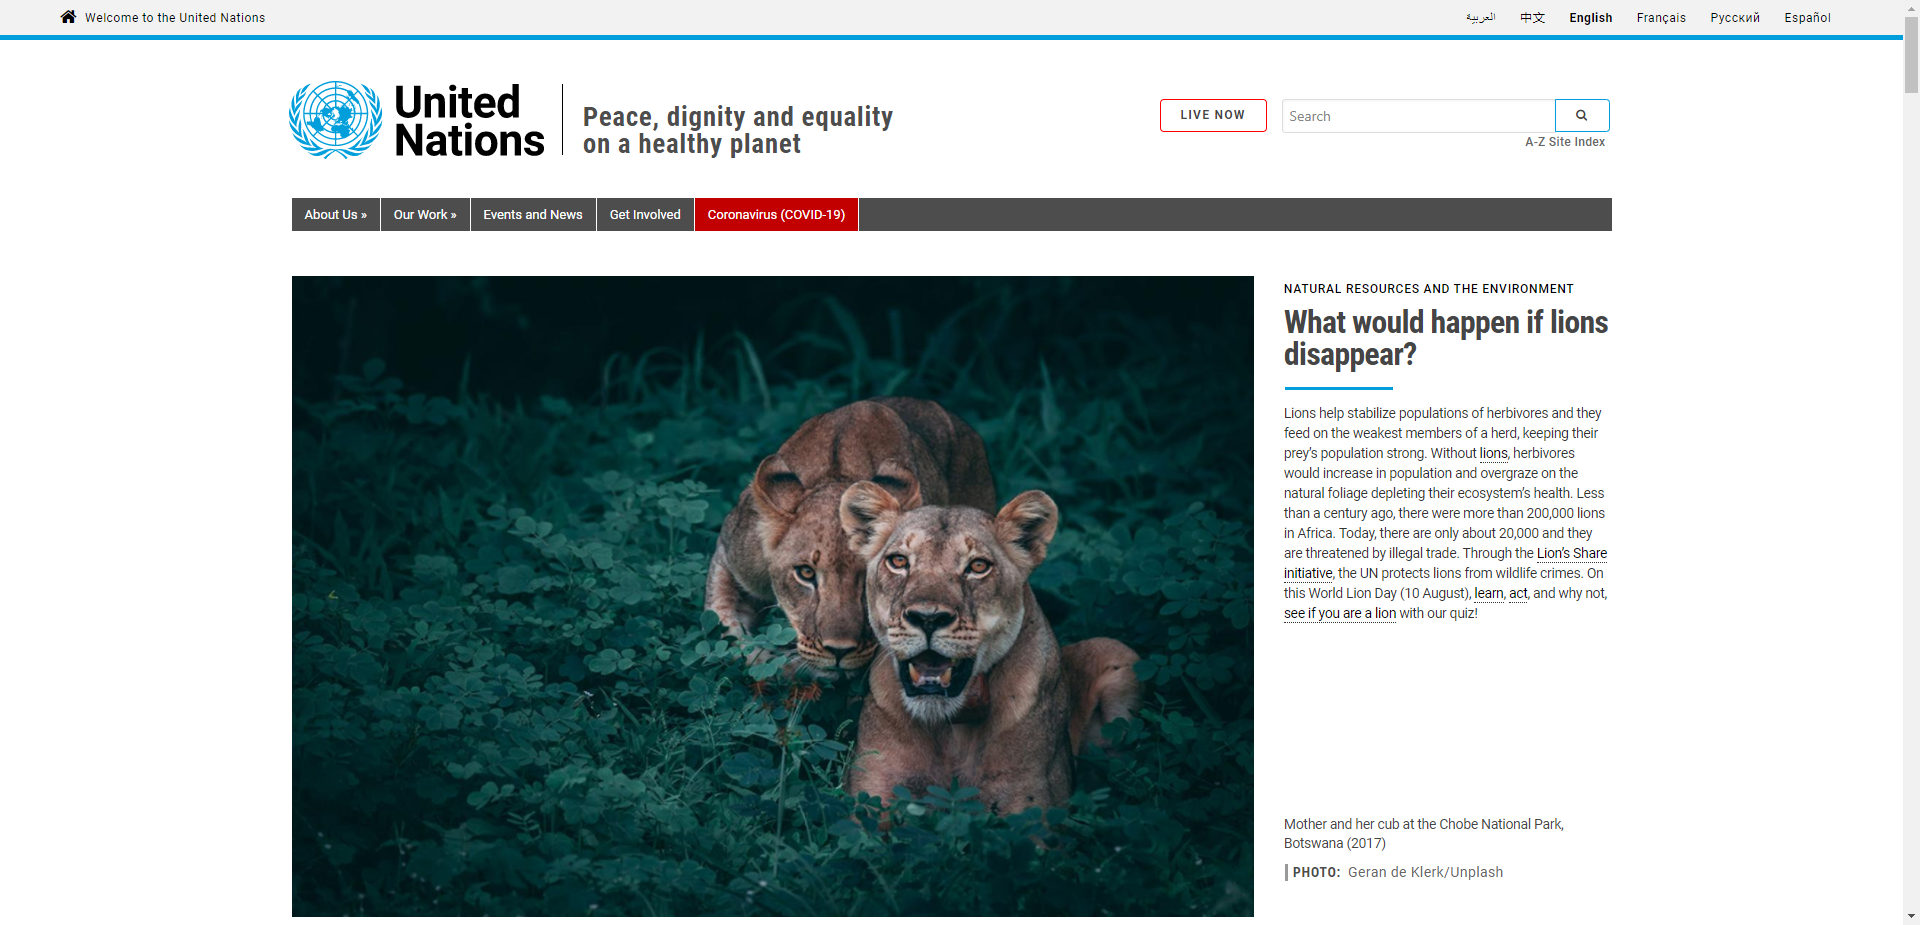 Welcome to the United Nations
العربية
中文
English
Français
Русский
Español
United
Nations
Peace, dignity and equality
on a healthy planet
LIVE NOW
Search
A-Z Site Index
About Us »
Our Work »
Events and News
Get Involved
Coronavirus (COVID-19)
NATURAL RESOURCES AND THE ENVIRONMENT
What would happen if lions
disappear?
Lions help stabilize populations of herbivores and they
feed on the weakest members of a herd, keeping their
prey’s population strong. Without lions, herbivores
would increase in population and overgraze on the
natural foliage depleting their ecosystem’s health. Less
than a century ago, there were more than 200,000 lions
in Africa. Today, there are only about 20,000 and they
are threatened by illegal trade. Through the Lion’s Share
initiative, the UN protects lions from wildlife crimes. On
this World Lion Day (10 August), learn, act, and why not,
see if you are a lion with our quiz!
Mother and her cub at the Chobe National Park,
Botswana (2017)
PHOTO: Geran de Klerk/Unplash